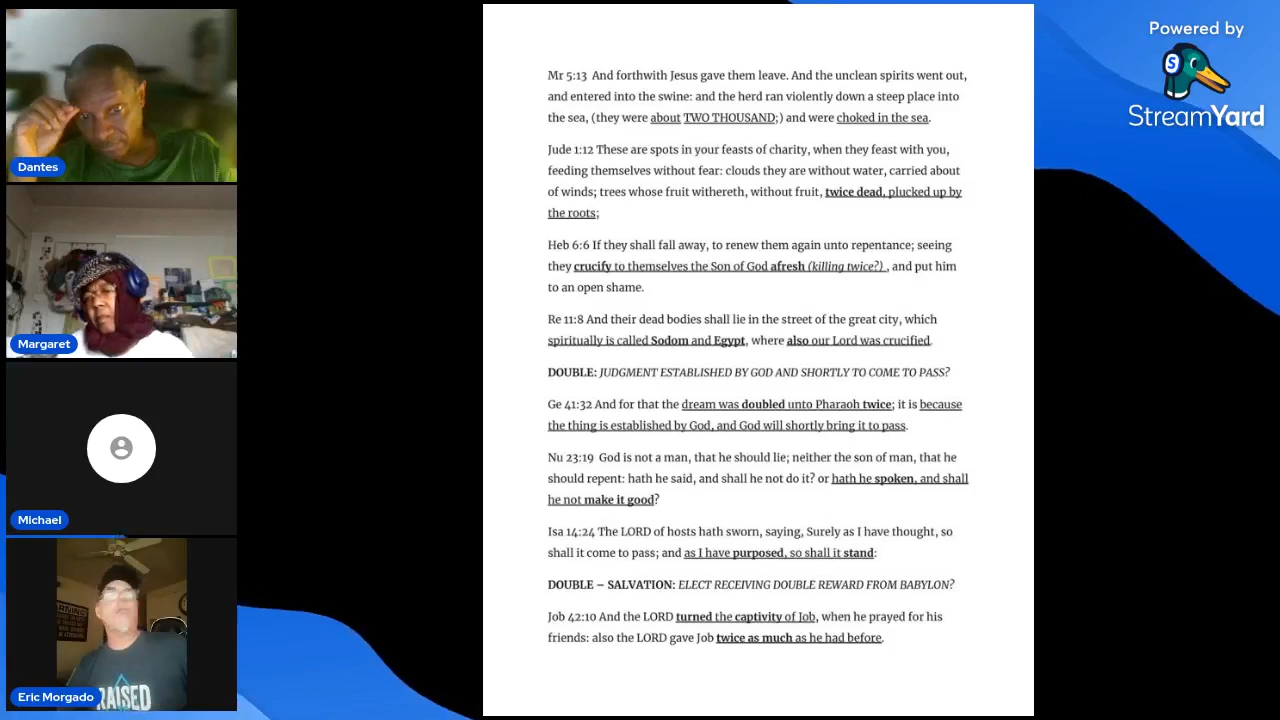 Powered by
StreamYard
Dantes
Margaret
Michael
Eric Morgado
RAISED
Mr 5:13 And forthwith Jesus gave them leave. And the unclean spirits went out,
and entered into the swine: and the herd ran violently down a steep place into
the sea, (they were about TWO THOUSAND;) and were choked in the sea.
Jude 1:12 These are spots in your feasts of charity, when they feast with you,
feeding themselves without fear: clouds they are without water, carried about
of winds; trees whose fruit withereth, without fruit, twice dead, plucked up by
the roots;
Heb 6:6 If they shall fall away, to renew them again unto repentance; seeing
they crucify to themselves the Son of God afresh (killing twice?) , and put him
to an open shame.
Re 11:8 And their dead bodies shall lie in the street of the great city, which
spiritually is called Sodom and Egypt, where also our Lord was crucified.
DOUBLE: JUDGMENT ESTABLISHED BY GOD AND SHORTLY TO COME TO PASS?
Ge 41:32 And for that the dream was doubled unto Pharaoh twice; it is because
the thing is established by God, and God will shortly bring it to pass.
Nu 23:19 God is not a man, that he should lie; neither the son of man, that he
should repent: hath he said, and shall he not do it? or hath he spoken, and shall
he not make it good?
Isa 14:24 The LORD of hosts hath sworn, saying, Surely as I have thought, so
shall it come to pass; and as I have purposed, so shall it stand:
DOUBLE – SALVATION: ELECT RECEIVING DOUBLE REWARD FROM BABYLON?
Job 42:10 And the LORD turned the captivity of Job, when he prayed for his
friends: also the LORD gave Job twice as much as he had before.